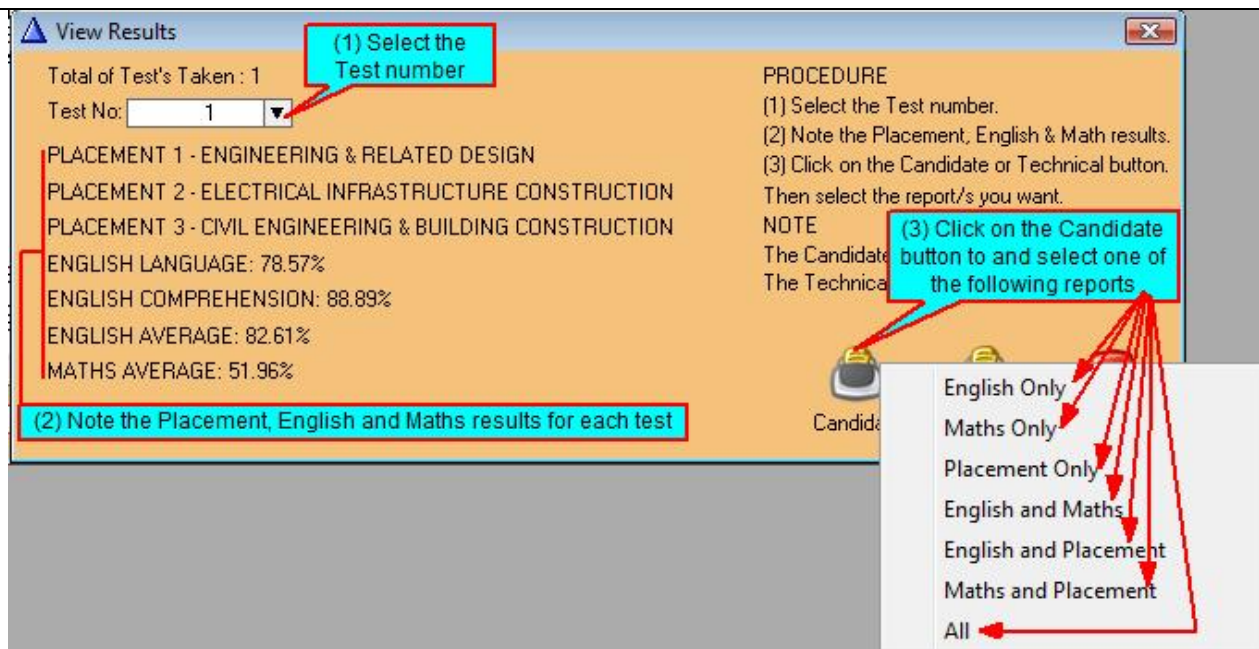 View Results
(1) Select the
Test number
Total of Test's Taken : 1
Test No: 1
PLACEMENT 1 - ENGINEERING & RELATED DESIGN
PLACEMENT 2 - ELECTRICAL INFRASTRUCTURE CONSTRUCTION
PLACEMENT 3 - CIVIL ENGINEERING & BUILDING CONSTRUCTION
ENGLISH LANGUAGE: 78.57%
ENGLISH COMPREHENSION: 88.89%
ENGLISH AVERAGE: 82.61%
MATHS AVERAGE: 51.96%
(2) Note the Placement, English and Maths results for each test
PROCEDURE
(1) Select the Test number.
(2) Note the Placement, English & Math results.
(3) Click on the Candidate or Technical button.
Then select the report/s you want.
NOTE
The Candidate
The Technica
(3) Click on the Candidate
button to and select one of
the following reports
Candida
English Only
Maths Only
Placement Only
English and Maths
English and Placement
Maths and Placement
All